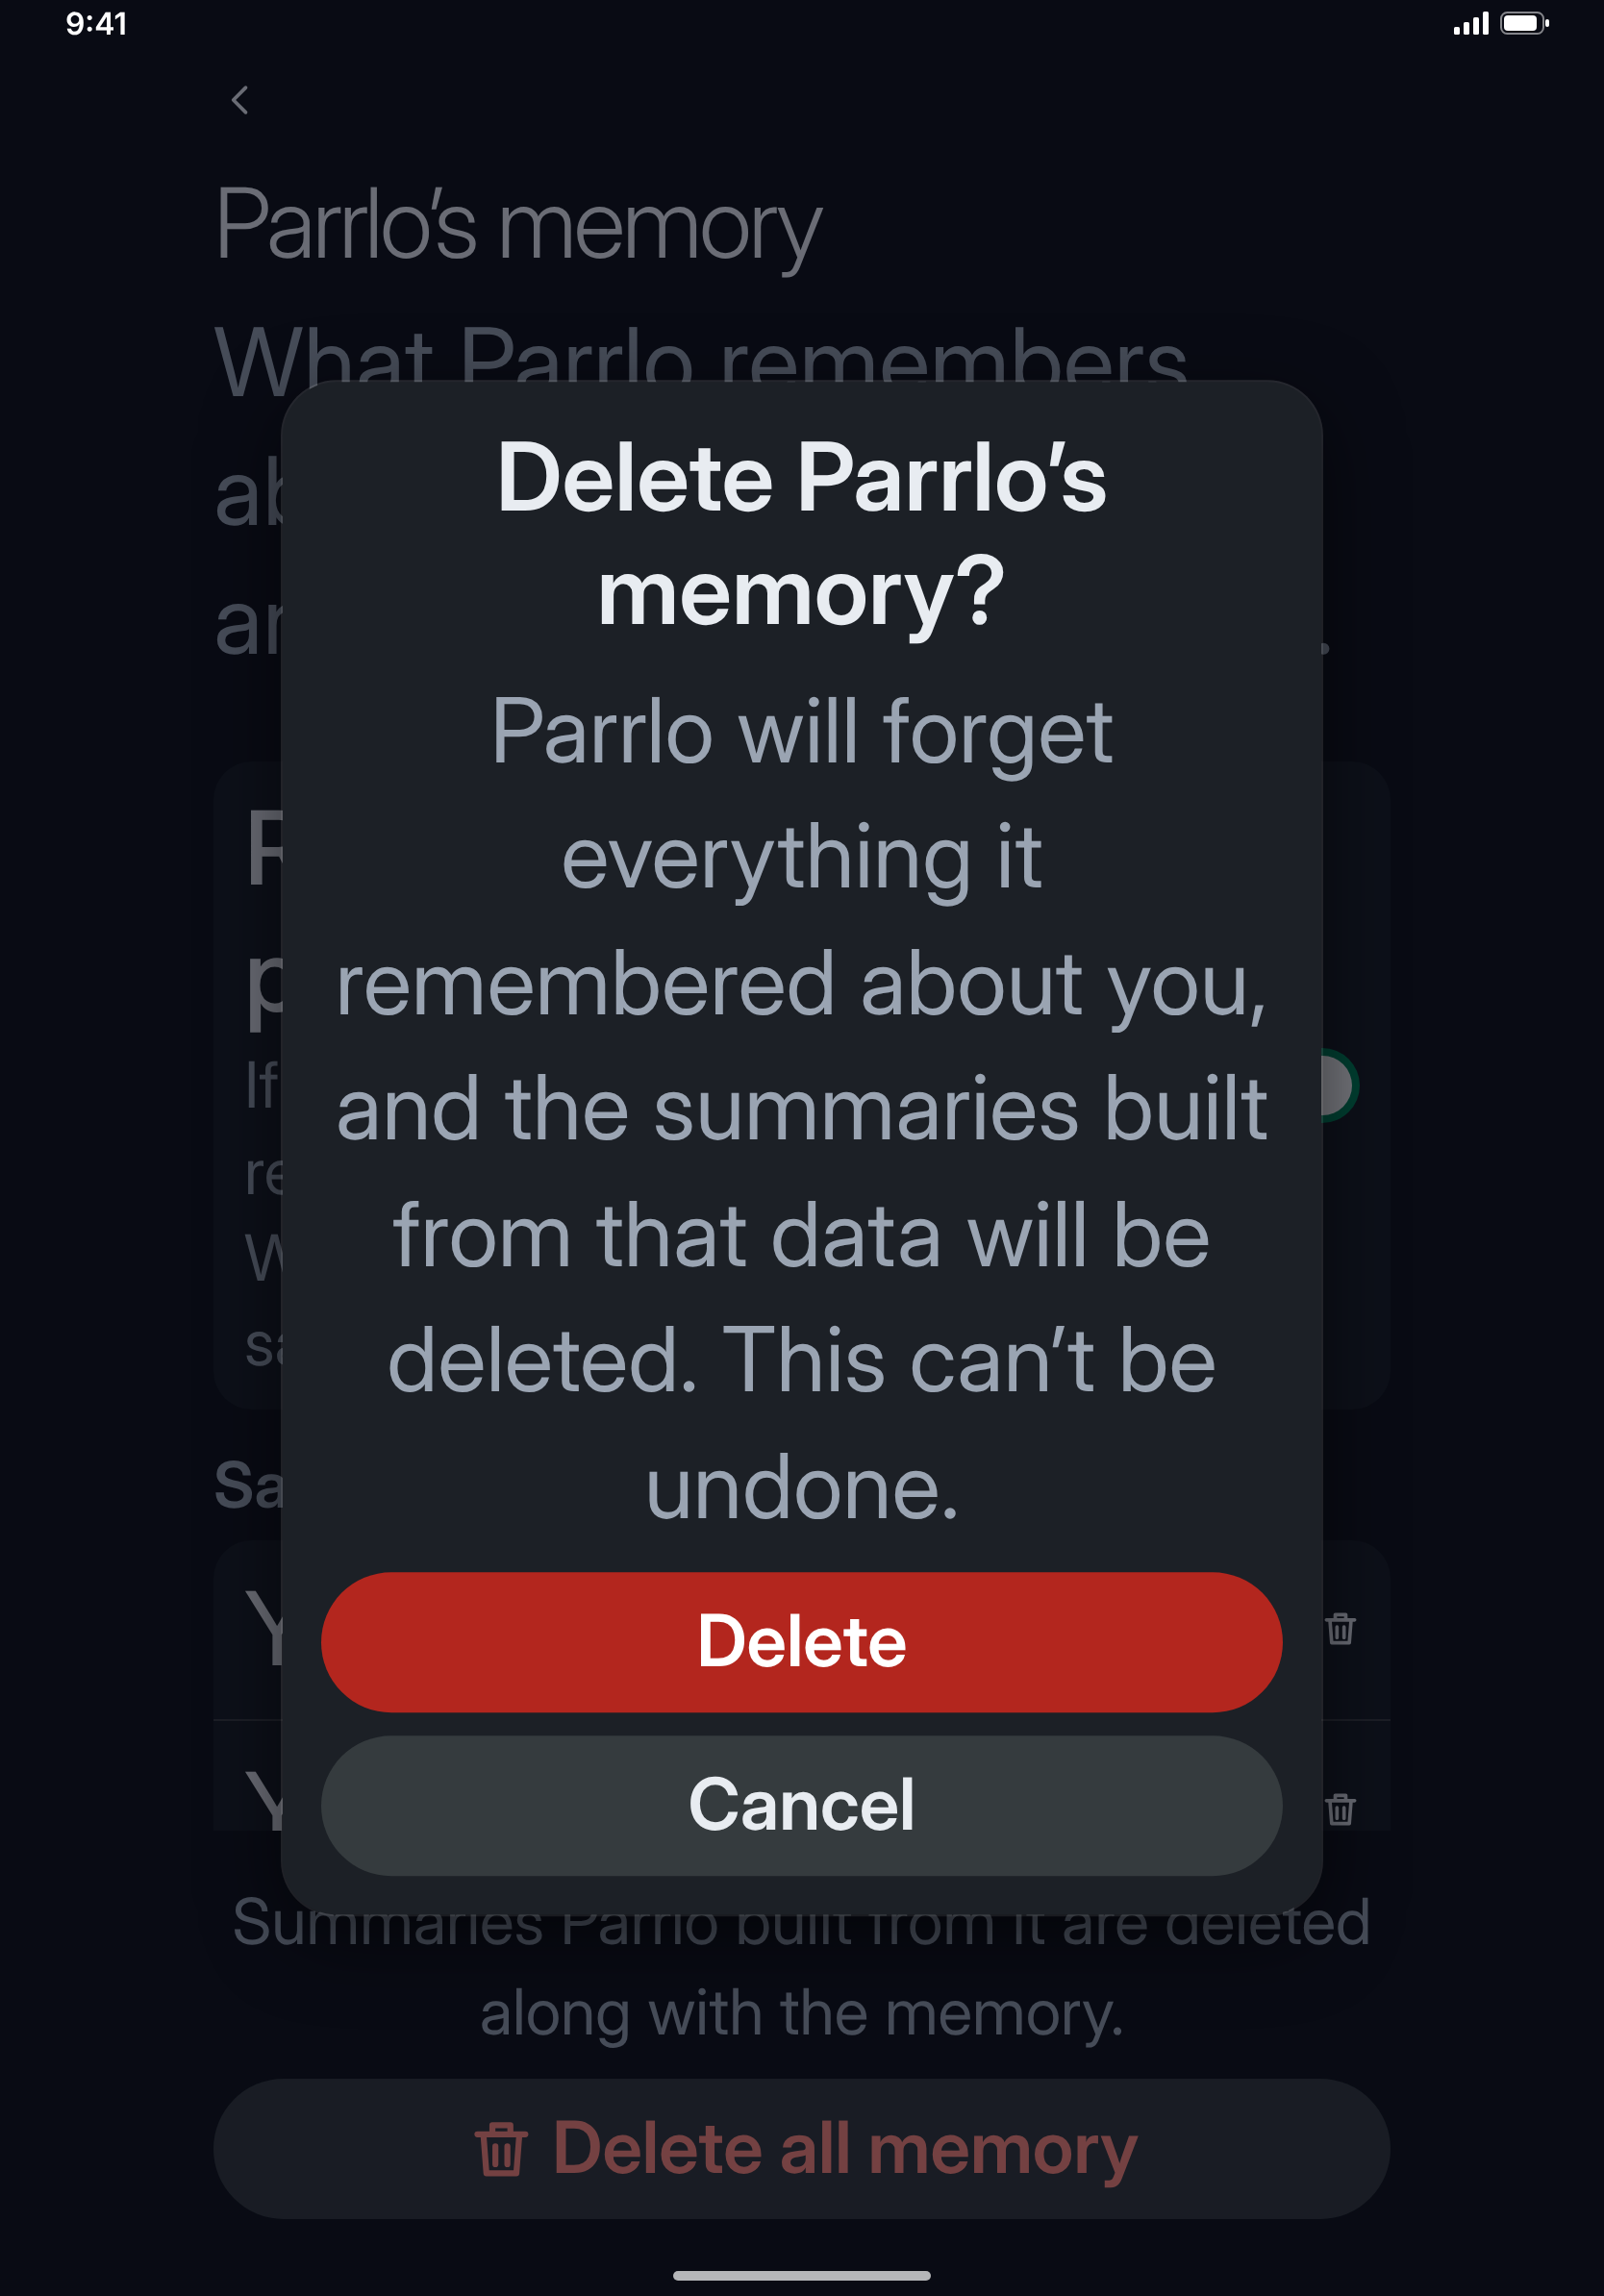 9:41
Parrlo’s memory
What Parrlo remembers
Delete Parrlo’s
memory?
Parrlo will forget
everything it
remembered about you,
and the summaries built
from that data will be
deleted. This can’t be
undone.
If
Delete
Cancel
Summaries Parrlo built from it are deleted
along with the memory.
Delete all memory